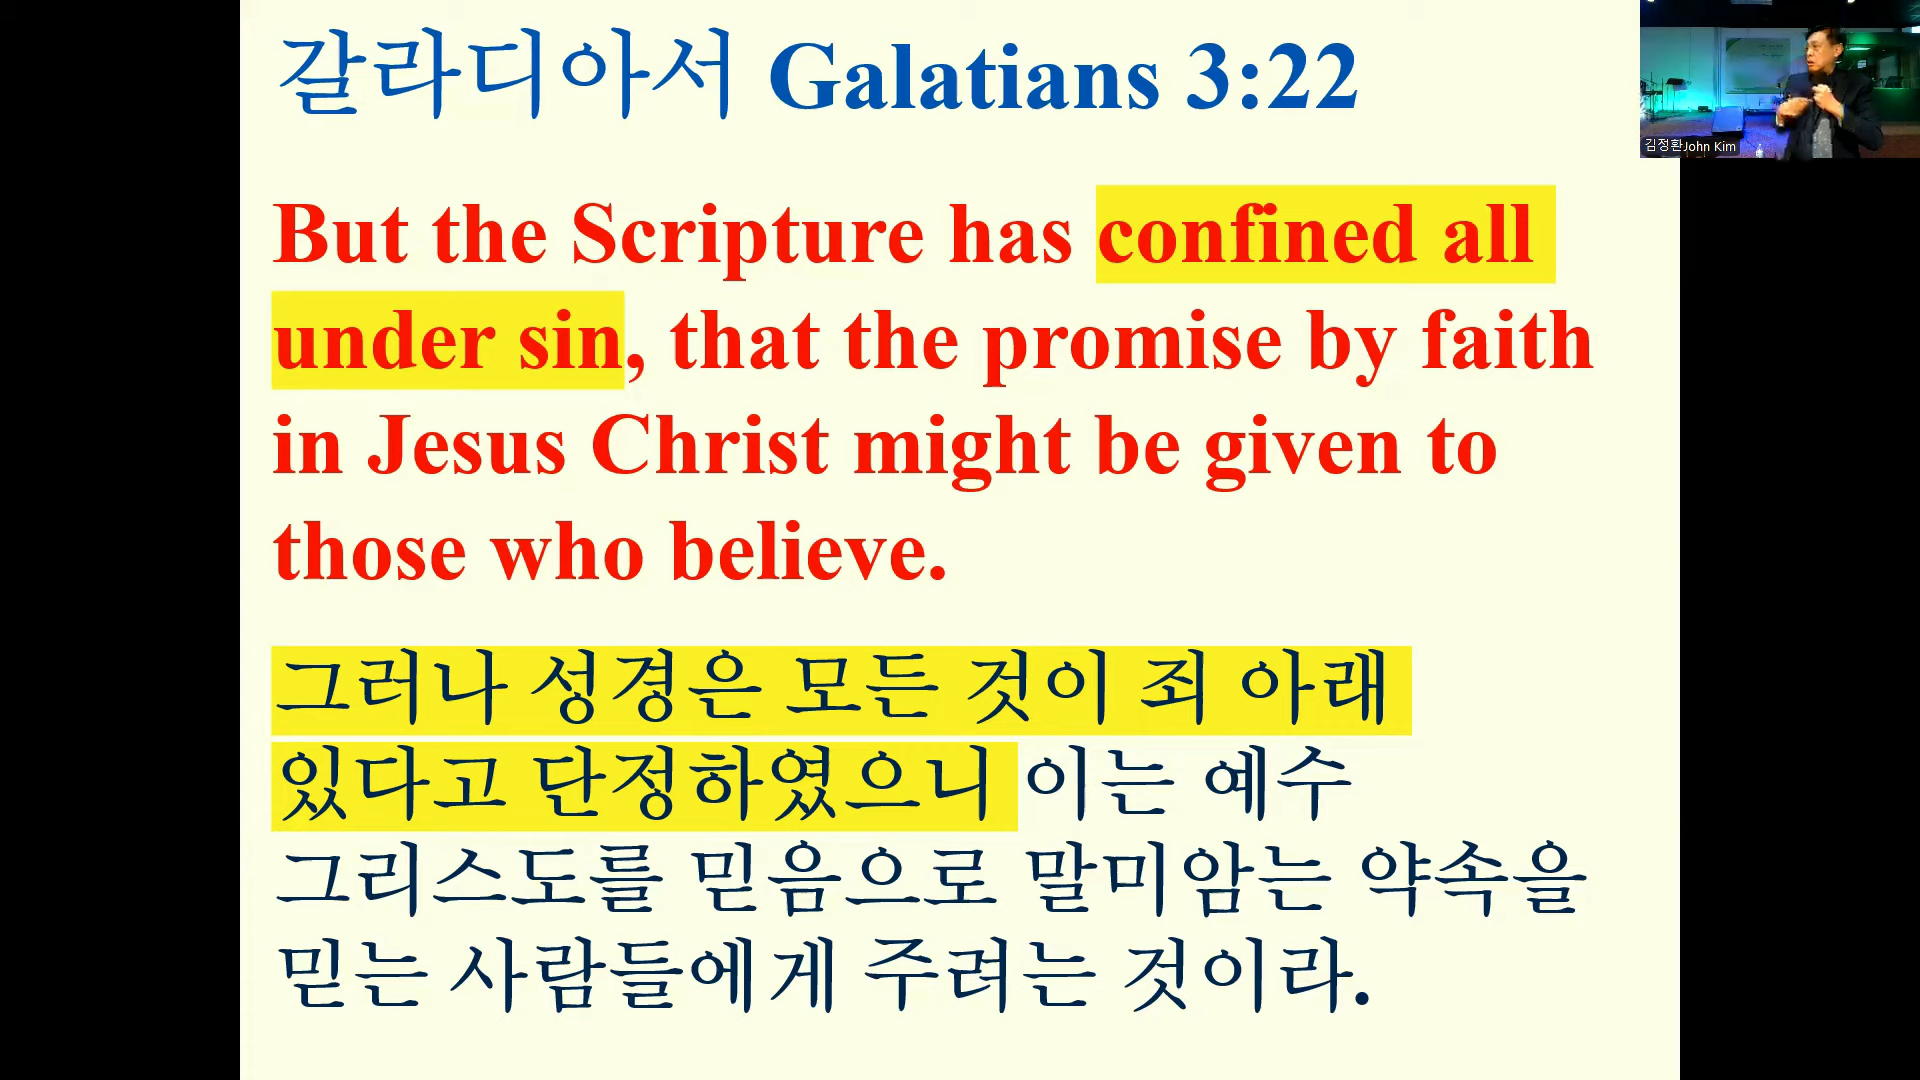 갈라디아서 Galatians 3:22
김정환John Kim
But the Scripture has confined all
under sin, that the promise by faith
in Jesus Christ might be given to
those who believe.
그러나 성경은 모든 것이 죄 아래
있다고 단정하였으니 이는 예수
그리스도를 믿음으로 말미암는 약속을
믿는 사람들에게 주려는 것이라.